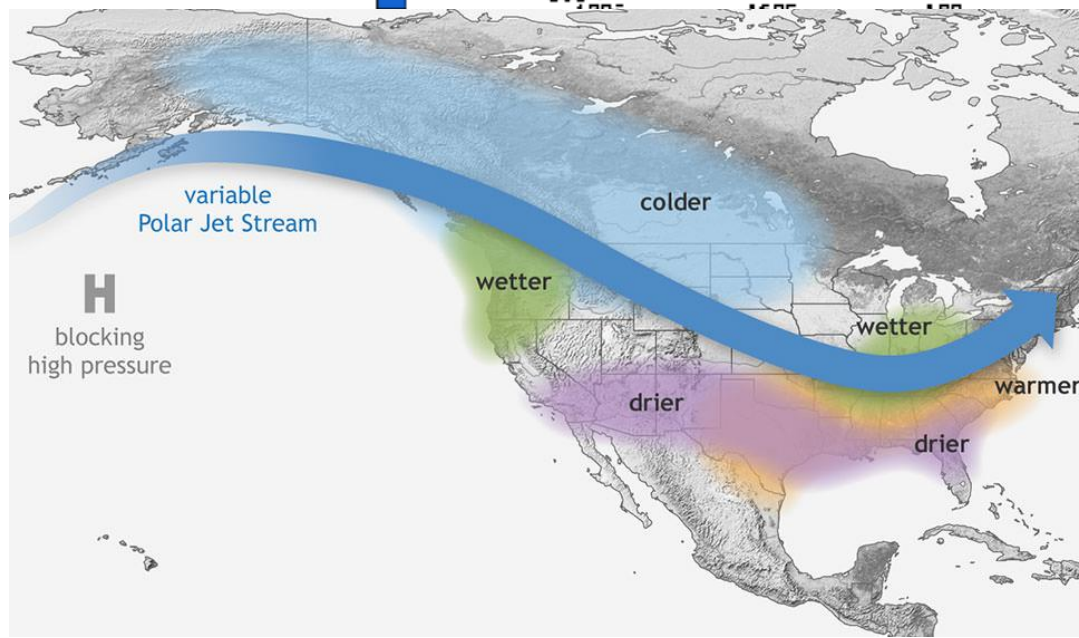 variable
Polar Jet Stream
colder
wetter
H
blocking
high pressure
wetter
warmer
drier
drier